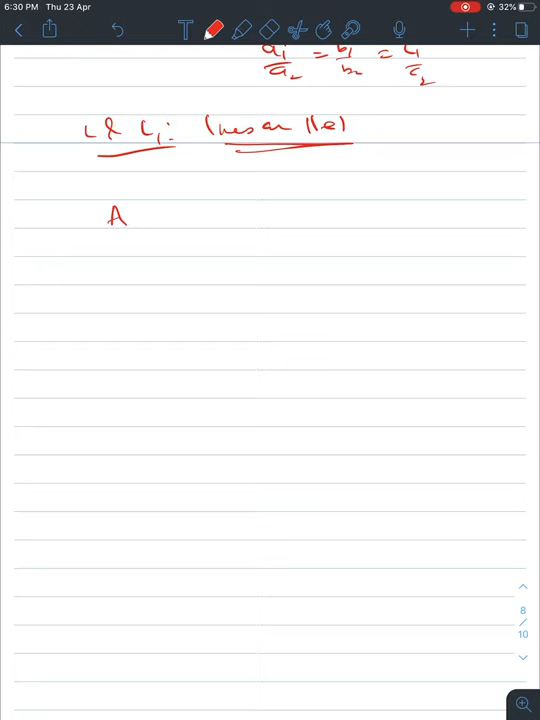 6:30 PM Thu 23 Apr 32%
T
a1/a2 = b1/b2 = c1/c2
L & L1: lines are ||el
A
8
/
10